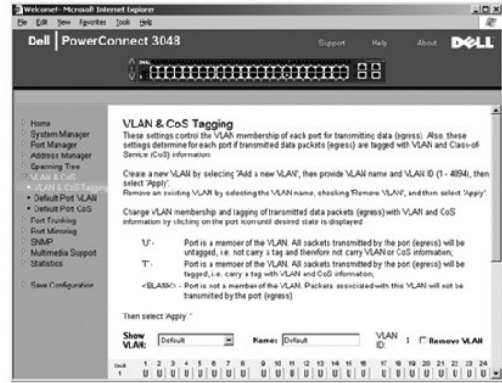 Welcome! - Microsoft Internet Explorer
File Edit View Favorites Tools Help
Dell | PowerConnect 3048
Support Help About DELL
Home
System Manager
Port Manager
Address Manager
Spanning Tree
VLAN & CoS
VLAN & CoS Tagging
Default Port VLAN
Default Port CoS
Port Trunking
Port Mirroring
SNMP
Multimedia Support
Statistics
Save Configuration
VLAN & CoS Tagging
These settings control the VLAN membership of each port for transmitting data (egress). Also, these
settings determine for each port if transmitted data packets (egress) are tagged with VLAN and Class-of-
Service (CoS) information
Create a new VLAN by selecting 'Add a new VLAN', then provide VLAN name and VLAN ID (1 - 4094), then
select 'Apply'.
Remove an existing VLAN by selecting the VLAN name, checking 'Remove VLAN', and then select 'Apply'.
Change VLAN membership and tagging of transmitted data packets (egress) with VLAN and CoS
information by clicking on the port icon until desired state is displayed
'U' - Port is a member of the VLAN. All packets transmitted by the port (egress) will be
untagged, i.e. carry a tag and therefore not carry VLAN or CoS information;
'T' - Port is a member of the VLAN. All packets transmitted by the port (egress) will be
tagged, i.e. carry a tag with VLAN and CoS information;
<BLANK> - Port is not a member of the VLAN. Packets associated with this VLAN will not be
transmitted by the port (egress).
Then select 'Apply'."
Show VLAN: Default Name: Default VLAN ID: 1 Remove VLAN
Unit 1 2 3 4 5 6 7 8 9 10 11 12 13 14 15 16 17 18 19 20 21 22 23 24
1 U U U U U U U U U U U U U U U U U U U U U U U U